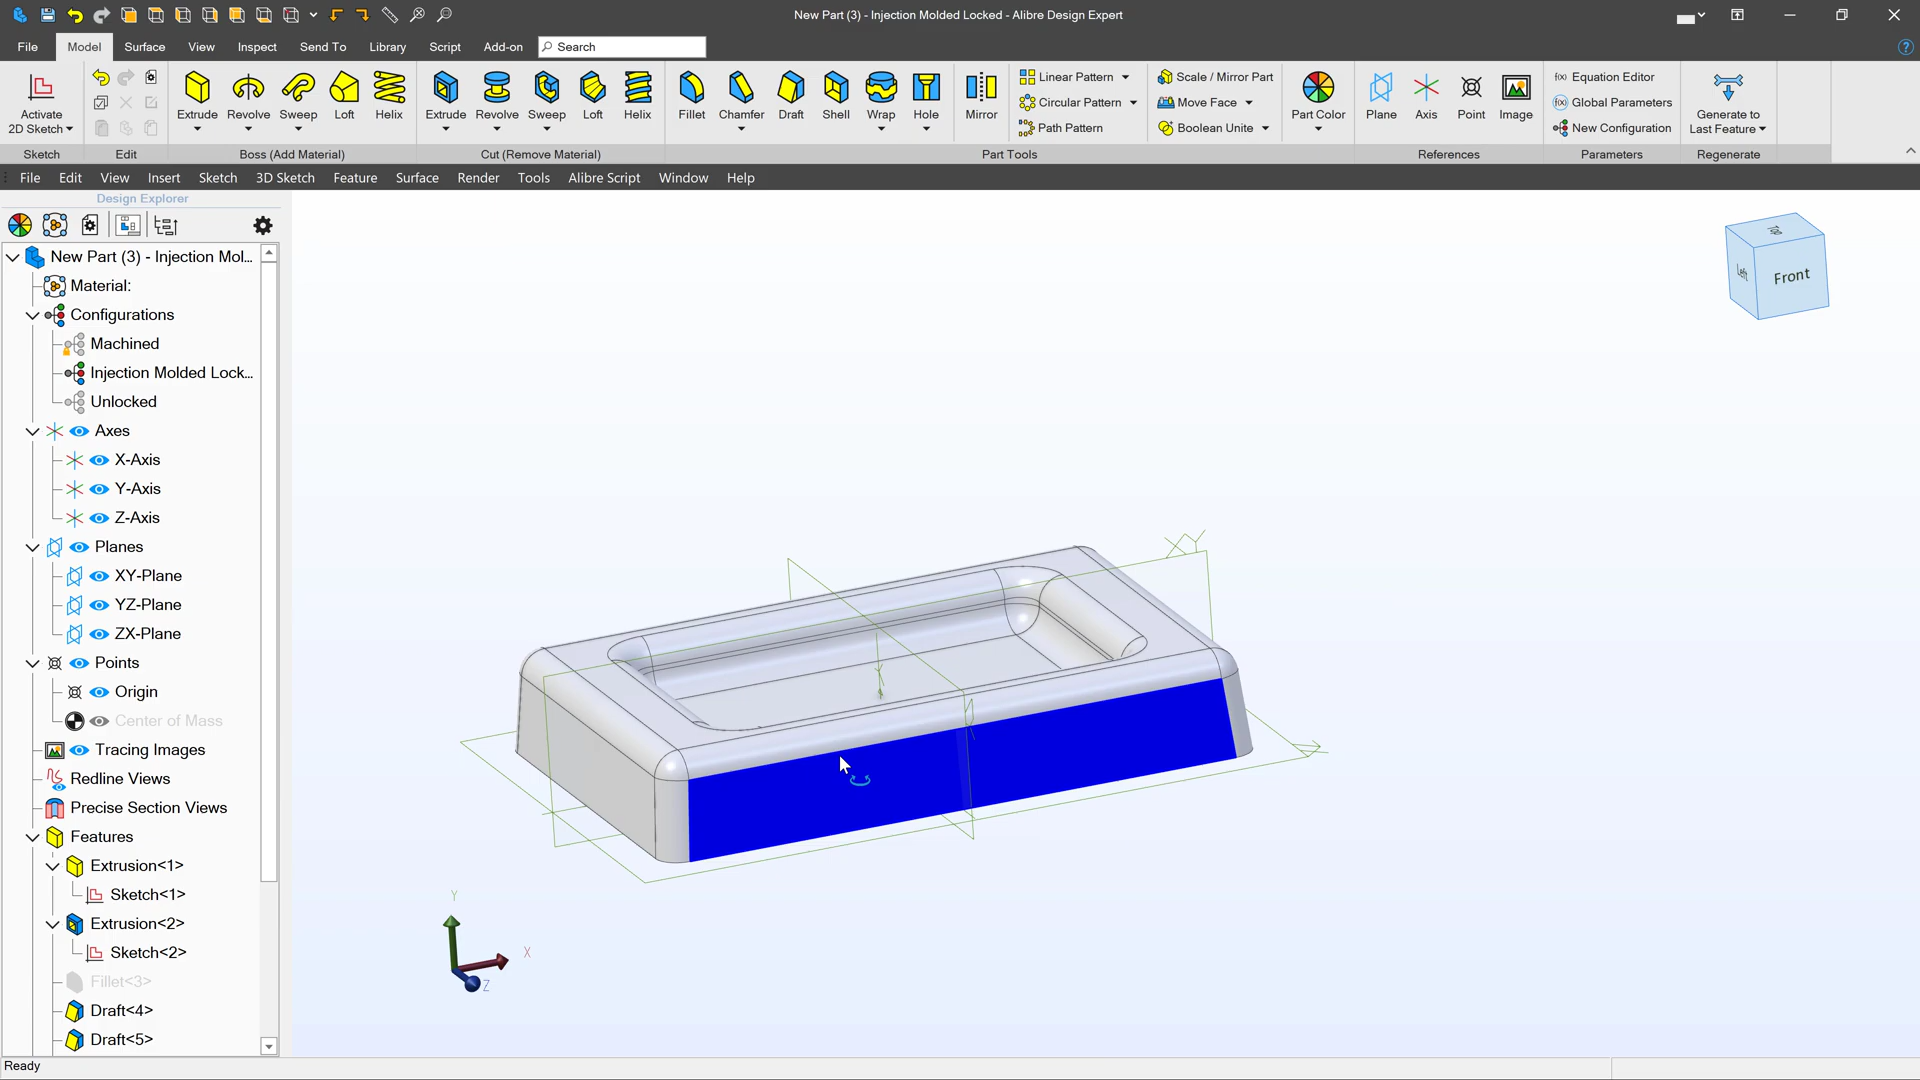 New Part (3) - Injection Molded Locked - Alibre Design Expert
File Model Surface View Inspect Send To Library Script Add-on Search
Activate
2D Sketch
Sketch
Edit
Extrude Revolve Sweep Loft Helix
Boss (Add Material)
Extrude Revolve Sweep Loft Helix
Cut (Remove Material)
Fillet Chamfer Draft Shell Wrap Hole Mirror
Linear Pattern
Circular Pattern
Path Pattern
Scale / Mirror Part
Move Face
Boolean Unite
Part Color
Part Tools
Plane Axis Point Image
References
Equation Editor
Global Parameters
New Configuration
Parameters
Generate to
Last Feature
Regenerate
File Edit View Insert Sketch 3D Sketch Feature Surface Render Tools Alibre Script Window Help
Design Explorer
New Part (3) - Injection Mol...
Material:
Configurations
Machined
Injection Molded Lock...
Unlocked
Axes
X-Axis
Y-Axis
Z-Axis
Planes
XY-Plane
YZ-Plane
ZX-Plane
Points
Origin
Center of Mass
Tracing Images
Redline Views
Precise Section Views
Features
Extrusion<1>
Sketch<1>
Extrusion<2>
Sketch<2>
Fillet<3>
Draft<4>
Draft<5>
Top
Left
Front
XY
Y
X
Z
Ready